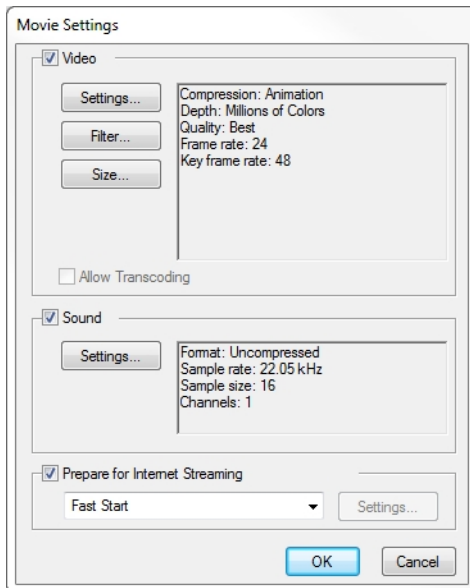 Movie Settings
Video
Settings...
Filter...
Size...
Compression: Animation
Depth: Millions of Colors
Quality: Best
Frame rate: 24
Key frame rate: 48
Allow Transcoding
Sound
Settings...
Format: Uncompressed
Sample rate: 22.05 kHz
Sample size: 16
Channels: 1
Prepare for Internet Streaming
Fast Start
Settings...
OK
Cancel